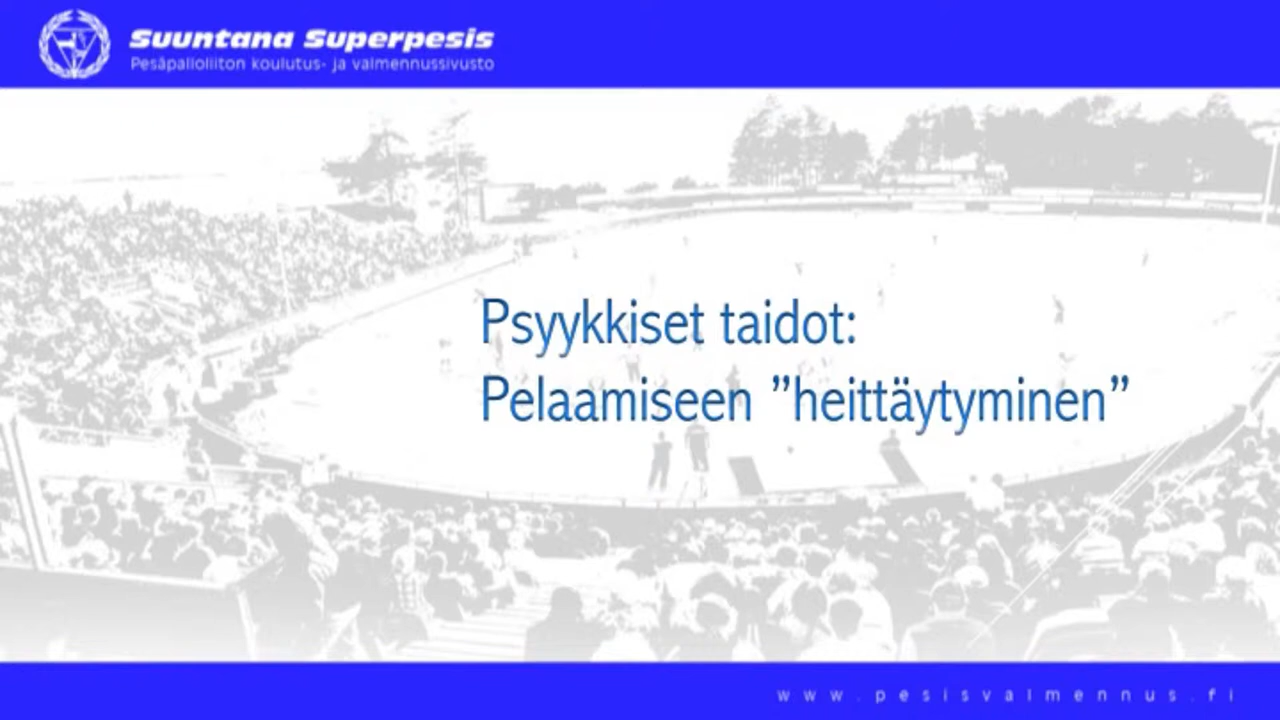 Suuntana Superpesis
Pesäpalloliiton koulutus- ja valmennussivusto
Psyykkiset taidot:
Pelaamiseen ”heittäytyminen”
www.pesisvalmennus.fi